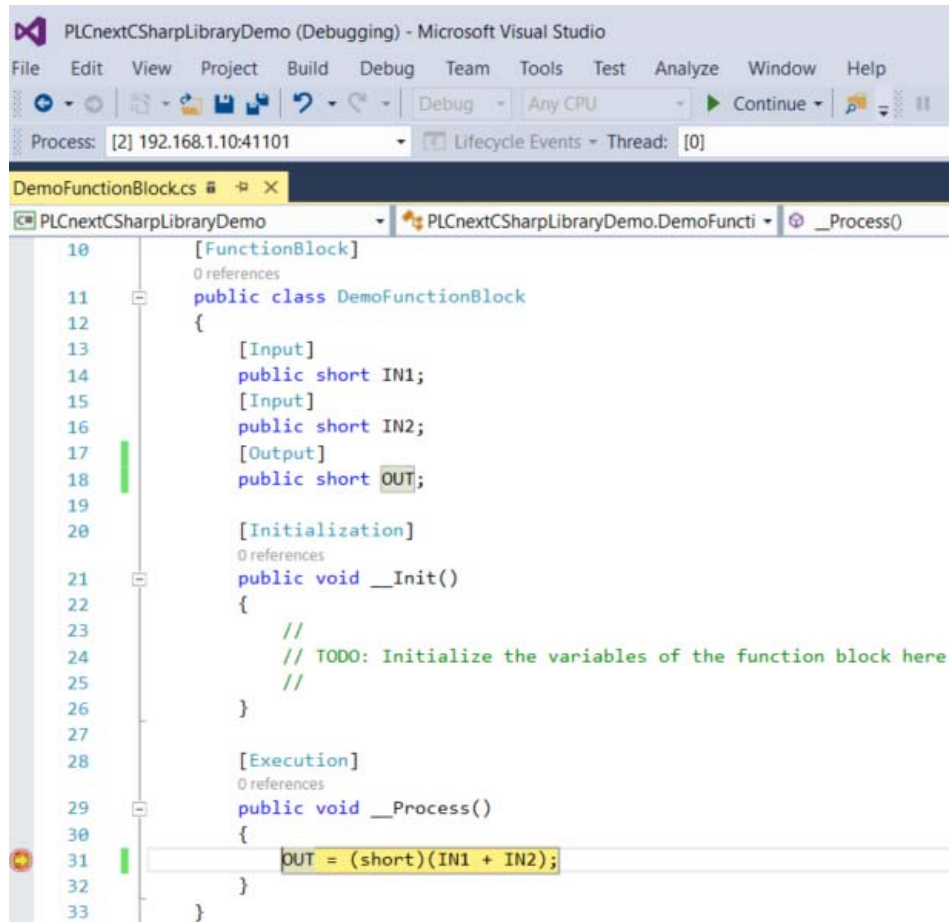 PLCnextCSharpLibraryDemo (Debugging) - Microsoft Visual Studio
File Edit View Project Build Debug Team Tools Test Analyze Window Help
Debug Any CPU Continue
Process: [2] 192.168.1.10:41101 Lifecycle Events Thread: [0]
DemoFunctionBlock.cs
C# PLCnextCSharpLibraryDemo PLCnextCSharpLibraryDemo.DemoFuncti __Process()
10 [FunctionBlock]
0 references
11 public class DemoFunctionBlock
12 {
13 [Input]
14 public short IN1;
15 [Input]
16 public short IN2;
17 [Output]
18 public short OUT;
19
20 [Initialization]
0 references
21 public void __Init()
22 {
23 //
24 // TODO: Initialize the variables of the function block here
25 //
26 }
27
28 [Execution]
0 references
29 public void __Process()
30 {
31 OUT = (short)(IN1 + IN2);
32 }
33 }